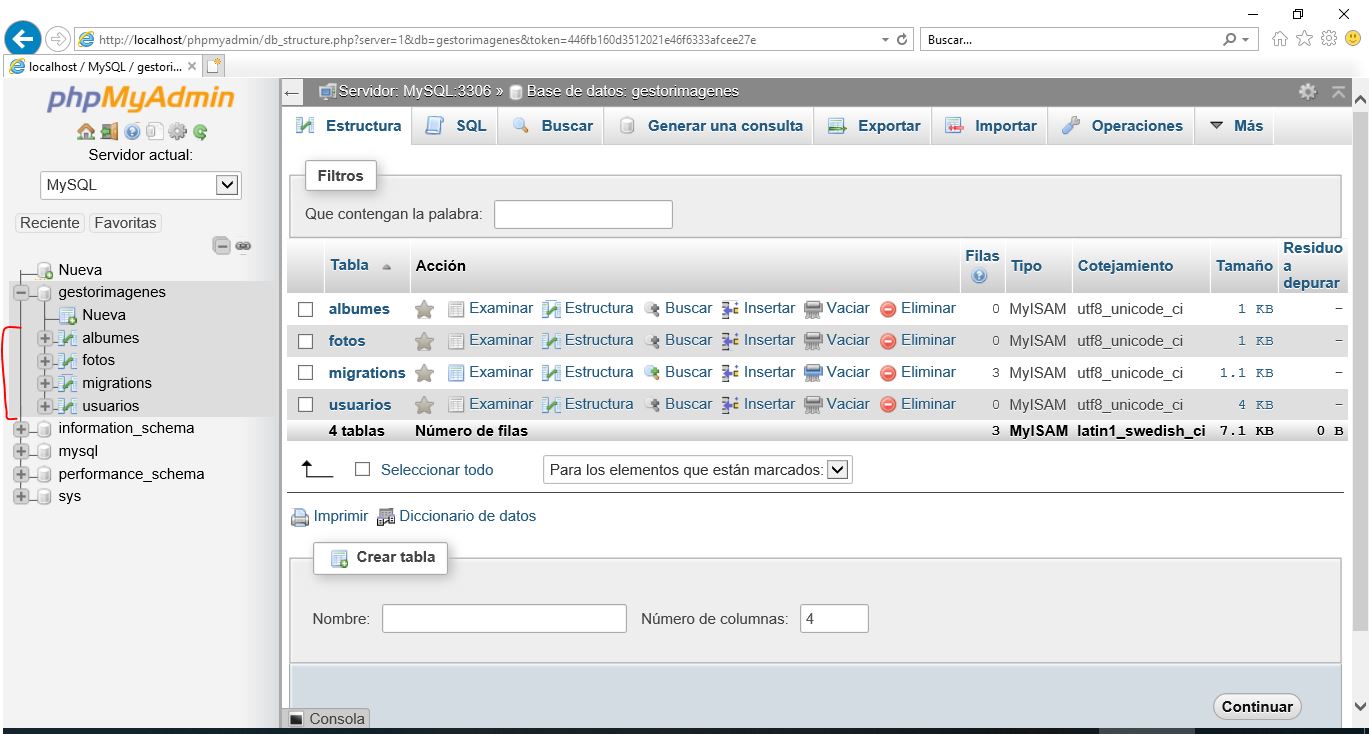 http://localhost/phpmyadmin/db_structure.php?server=1&db=gestorimagenes&token=446fb160d3512021e46f6333afcee27e
Buscar...
localhost / MySQL / gestori...
phpMyAdmin
Servidor actual:
MySQL
Reciente Favoritas
Nueva
gestorimagenes
Nueva
albumes
fotos
migrations
usuarios
information_schema
mysql
performance_schema
sys
Servidor: MySQL:3306 » Base de datos: gestorimagenes
Estructura SQL Buscar Generar una consulta Exportar Importar Operaciones Más
Filtros
Que contengan la palabra:
Tabla Acción Filas Tipo Cotejamiento Tamaño Residuo a depurar
albumes Examinar Estructura Buscar Insertar Vaciar Eliminar 0 MyISAM utf8_unicode_ci 1 KB –
fotos Examinar Estructura Buscar Insertar Vaciar Eliminar 0 MyISAM utf8_unicode_ci 1 KB –
migrations Examinar Estructura Buscar Insertar Vaciar Eliminar 3 MyISAM utf8_unicode_ci 1.1 KB –
usuarios Examinar Estructura Buscar Insertar Vaciar Eliminar 0 MyISAM utf8_unicode_ci 4 KB –
4 tablas Número de filas 3 MyISAM latin1_swedish_ci 7.1 KB 0 B
Seleccionar todo Para los elementos que están marcados:
Imprimir Diccionario de datos
Crear tabla
Nombre: Número de columnas: 4
Continuar
Consola